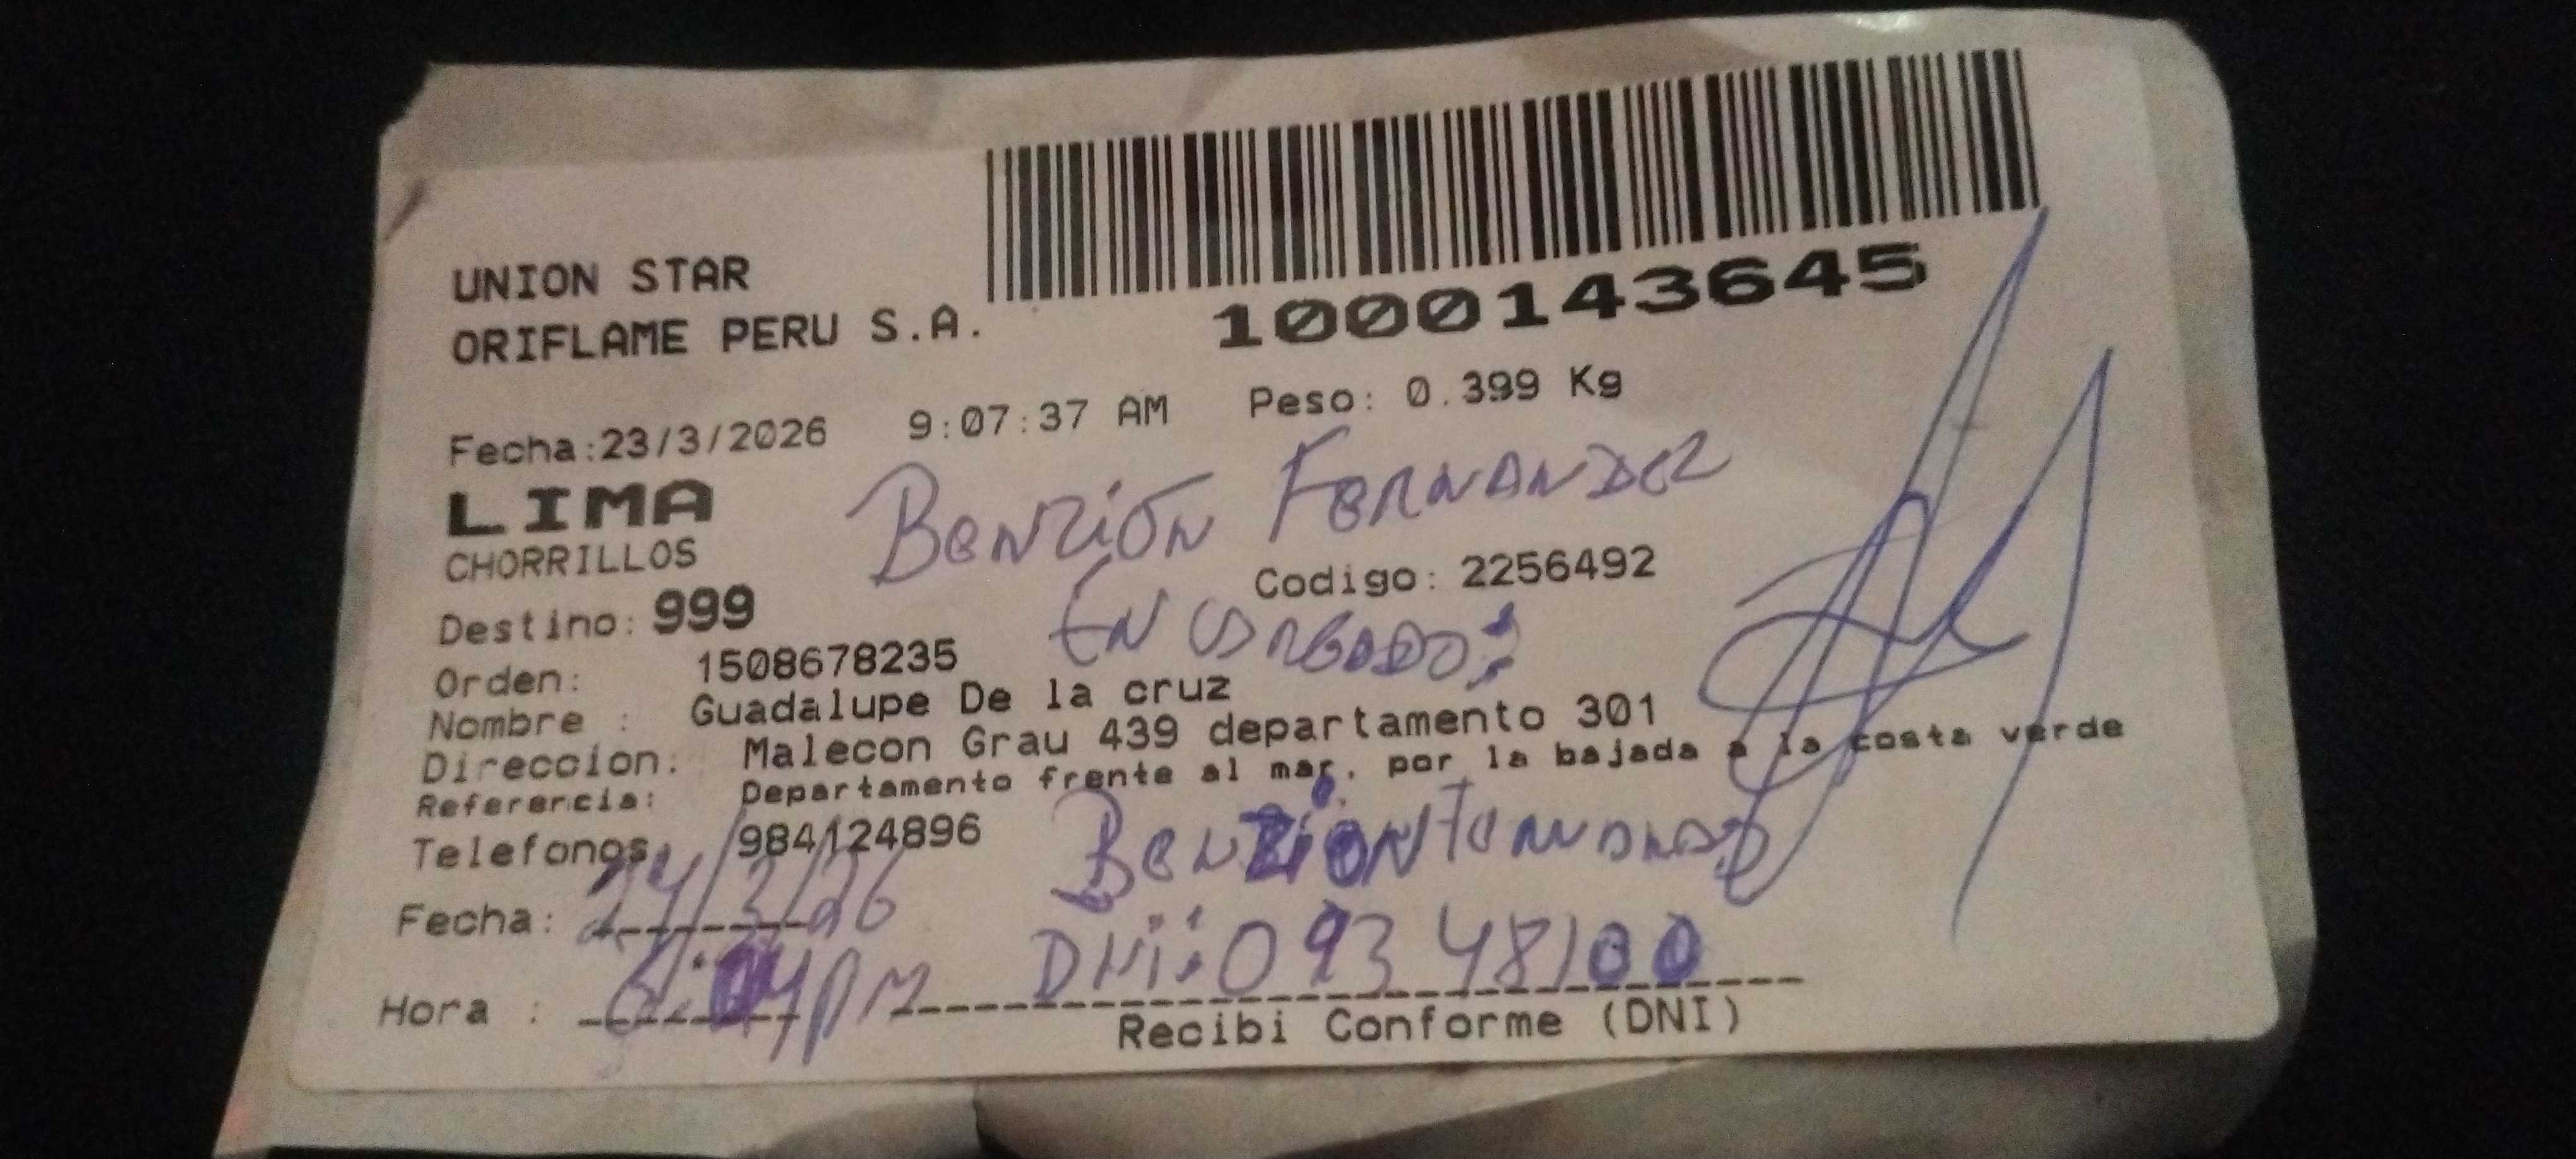 UNION STAR
ORIFLAME PERU S.A.
1000143645
Fecha:23/3/2026 9:07:37 AM Peso: 0.399 Kg
LIMA
Benzión Fernandez
CHORRILLOS
Codigo: 2256492
Destino: 999
Encargado:
Orden: 1508678235
Nombre : Guadalupe De la cruz
Direccion: Malecon Grau 439 departamento 301
Referencia: Departamento frente al mar, por la bajada a la costa verde
Telefonos: 984124896
Benzion Fernandez
Fecha: 24/3/26
Hora : pm
DNi: 09348100
Recibi Conforme (DNI)